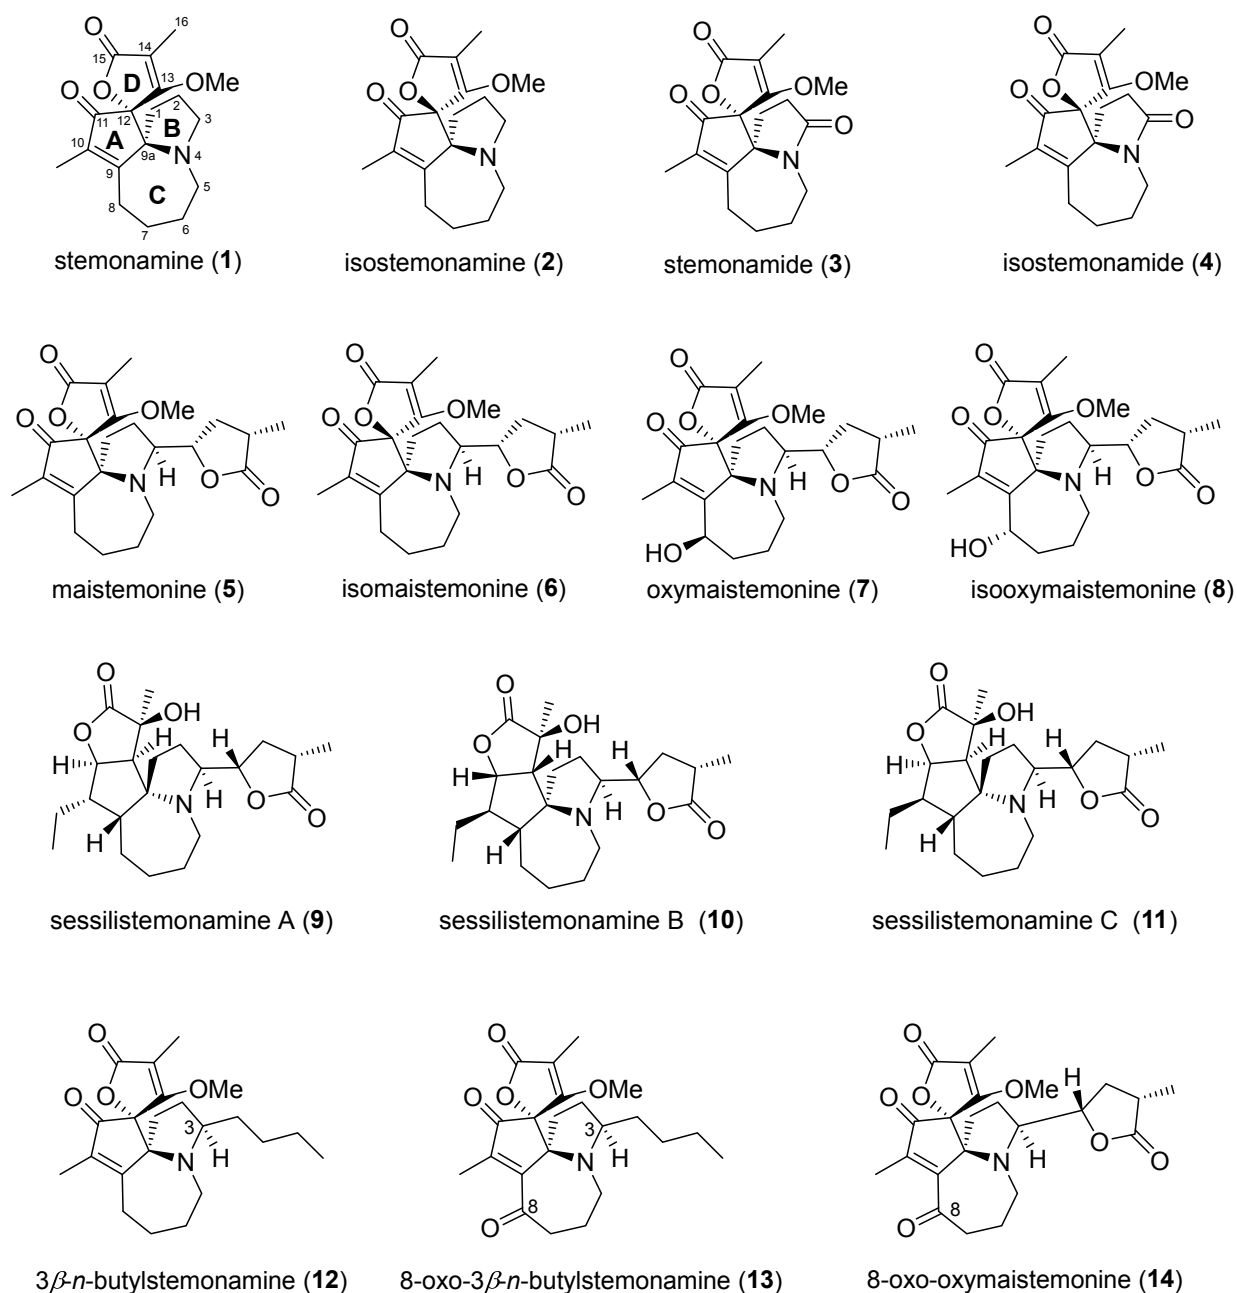 O 16 O O O
15 14
D 13 OMe OMe OMe OMe
O O O O
O 1 2 3 O O O
11 12 B O O
A 10 9a N 4 N N N
9 C 5
8 7 6
stemonamine (1) isostemonamine (2) stemonamide (3) isostemonamide (4)
O O O O
O OMe O OMe O OMe O OMe
O O O O
N H O O N H O O N H O O N H O O
HO HO
maistemonine (5) isomaistemonine (6) oxymaistemonine (7) isooxymaistemonine (8)
O O O
OH OH OH
O H H O H H O H H
H N H O O H N H O O H N H O O
H H H
sessilistemonamine A (9) sessilistemonamine B (10) sessilistemonamine C (11)
O O O
O OMe O OMe O OMe H
O 3 O 3 O
N H N H N H O O
8 8
O O
3β-n-butylstemonamine (12) 8-oxo-3β-n-butylstemonamine (13) 8-oxo-oxymaistemonine (14)